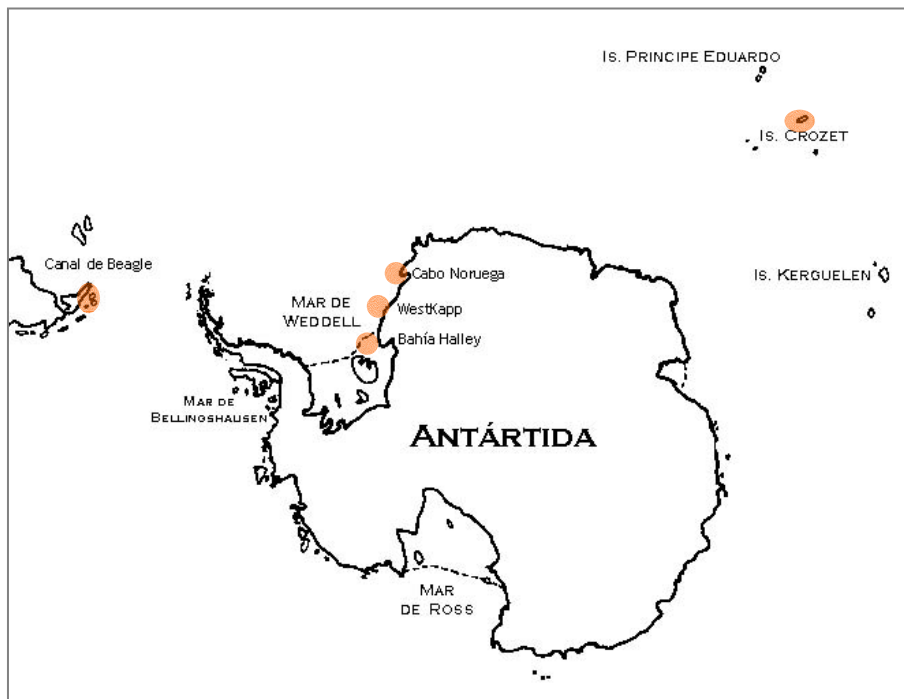 Is. Principe Eduardo
Is. Crozet
Canal de Beagle
Cabo Noruega
Is. Kerguelen
Mar de
Weddell
WestKapp
Bahía Halley
Mar de
Bellingshausen
Antártida
Mar
de Ross